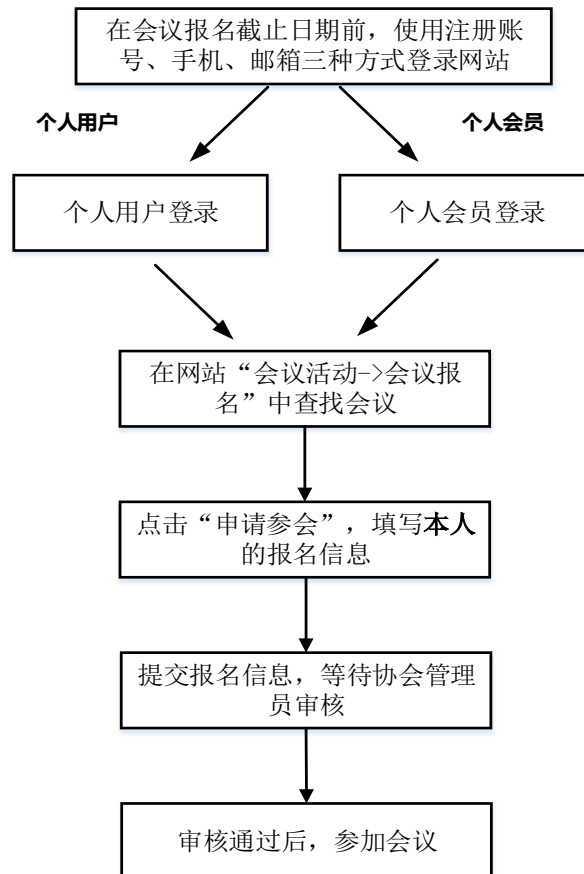 在会议报名截止日期前，使用注册账
号、手机、邮箱三种方式登录网站
个人用户
个人会员
个人用户登录
个人会员登录
在网站“会议活动->会议报
名”中查找会议
点击“申请参会”，填写本人
的报名信息
提交报名信息，等待协会管理
员审核
审核通过后，参加会议